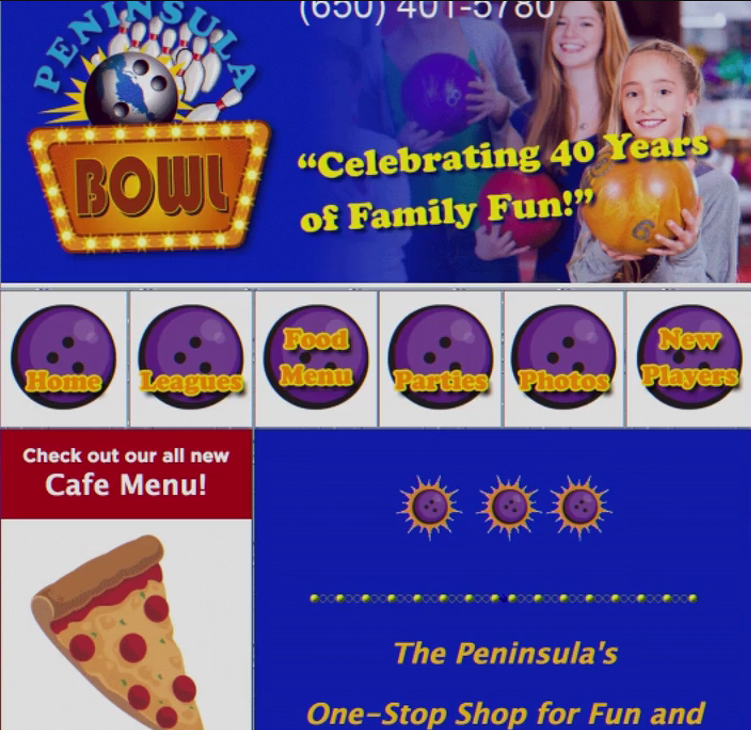 (650) 401-5780
PENINSULA
BOWL
“Celebrating 40 Years
of Family Fun!”
6
Home
Leagues
Food
Menu
Parties
Photos
New
Players
Check out our all new
Cafe Menu!
The Peninsula's
One-Stop Shop for Fun and